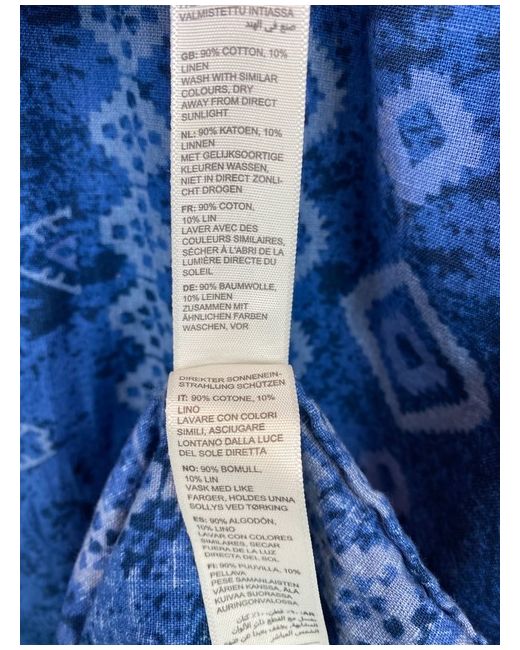 VALMISTETTU INTIASSA
صنع في الهند
GB: 90% COTTON, 10%
LINEN
WASH WITH SIMILAR
COLOURS, DRY
AWAY FROM DIRECT
SUNLIGHT
NL: 90% KATOEN, 10%
LINNEN
MET GELIJKSOORTIGE
KLEUREN WASSEN,
NIET IN DIRECT ZONLI-
CHT DROGEN
FR: 90% COTON,
10% LIN
LAVER AVEC DES
COULEURS SIMILAIRES,
SÉCHER À L'ABRI DE LA
LUMIÈRE DIRECTE DU
SOLEIL
DE: 90% BAUMWOLLE,
10% LEINEN
ZUSAMMEN MIT
ÄHNLICHEN FARBEN
WASCHEN, VOR
DIREKTER SONNENEIN-
STRAHLUNG SCHÜTZEN
IT: 90% COTONE, 10%
LINO
LAVARE CON COLORI
SIMILI, ASCIUGARE
LONTANO DALLA LUCE
DEL SOLE DIRETTA
NO: 90% BOMULL,
10% LIN
VASK MED LIKE
FARGER, HOLDES UNNA
SOLLYS VED TØRKING
ES: 90% ALGODÓN,
10% LINO
LAVAR CON COLORES
SIMILARES, SECAR
FUERA DE LA LUZ
DIRECTA DEL SOL
FI: 90% PUUVILLA, 10%
PELLAVA
PESE SAMANLAISTEN
VÄRIEN KANSSA, ÄLÄ
KUIVAA SUORASSA
AURINGONVALOSSA